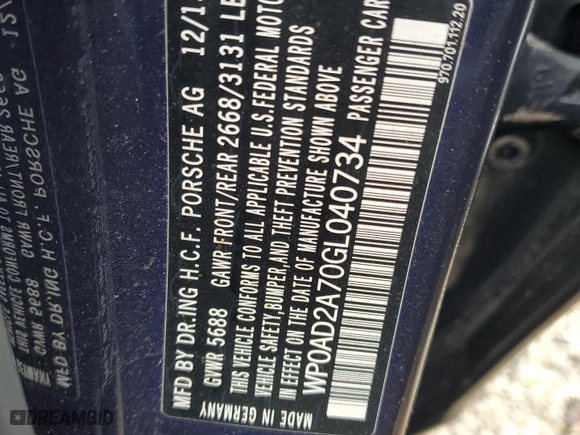 MFD BY DR.ING H.C.F. PORSCHE AG 12/1
GVWR 5688 GAWR FRONT/REAR 2668/3131 LB
THIS VEHICLE CONFORMS TO ALL APPLICABLE U.S. FEDERAL MOTOR
VEHICLE SAFETY, BUMPER, AND THEFT PREVENTION STANDARDS
IN EFFECT ON THE DATE OF MANUFACTURE SHOWN ABOVE
WP0AD2A70GL040734 PASSENGER CAR
MADE IN GERMANY
970.701.112.20
DREAMBID